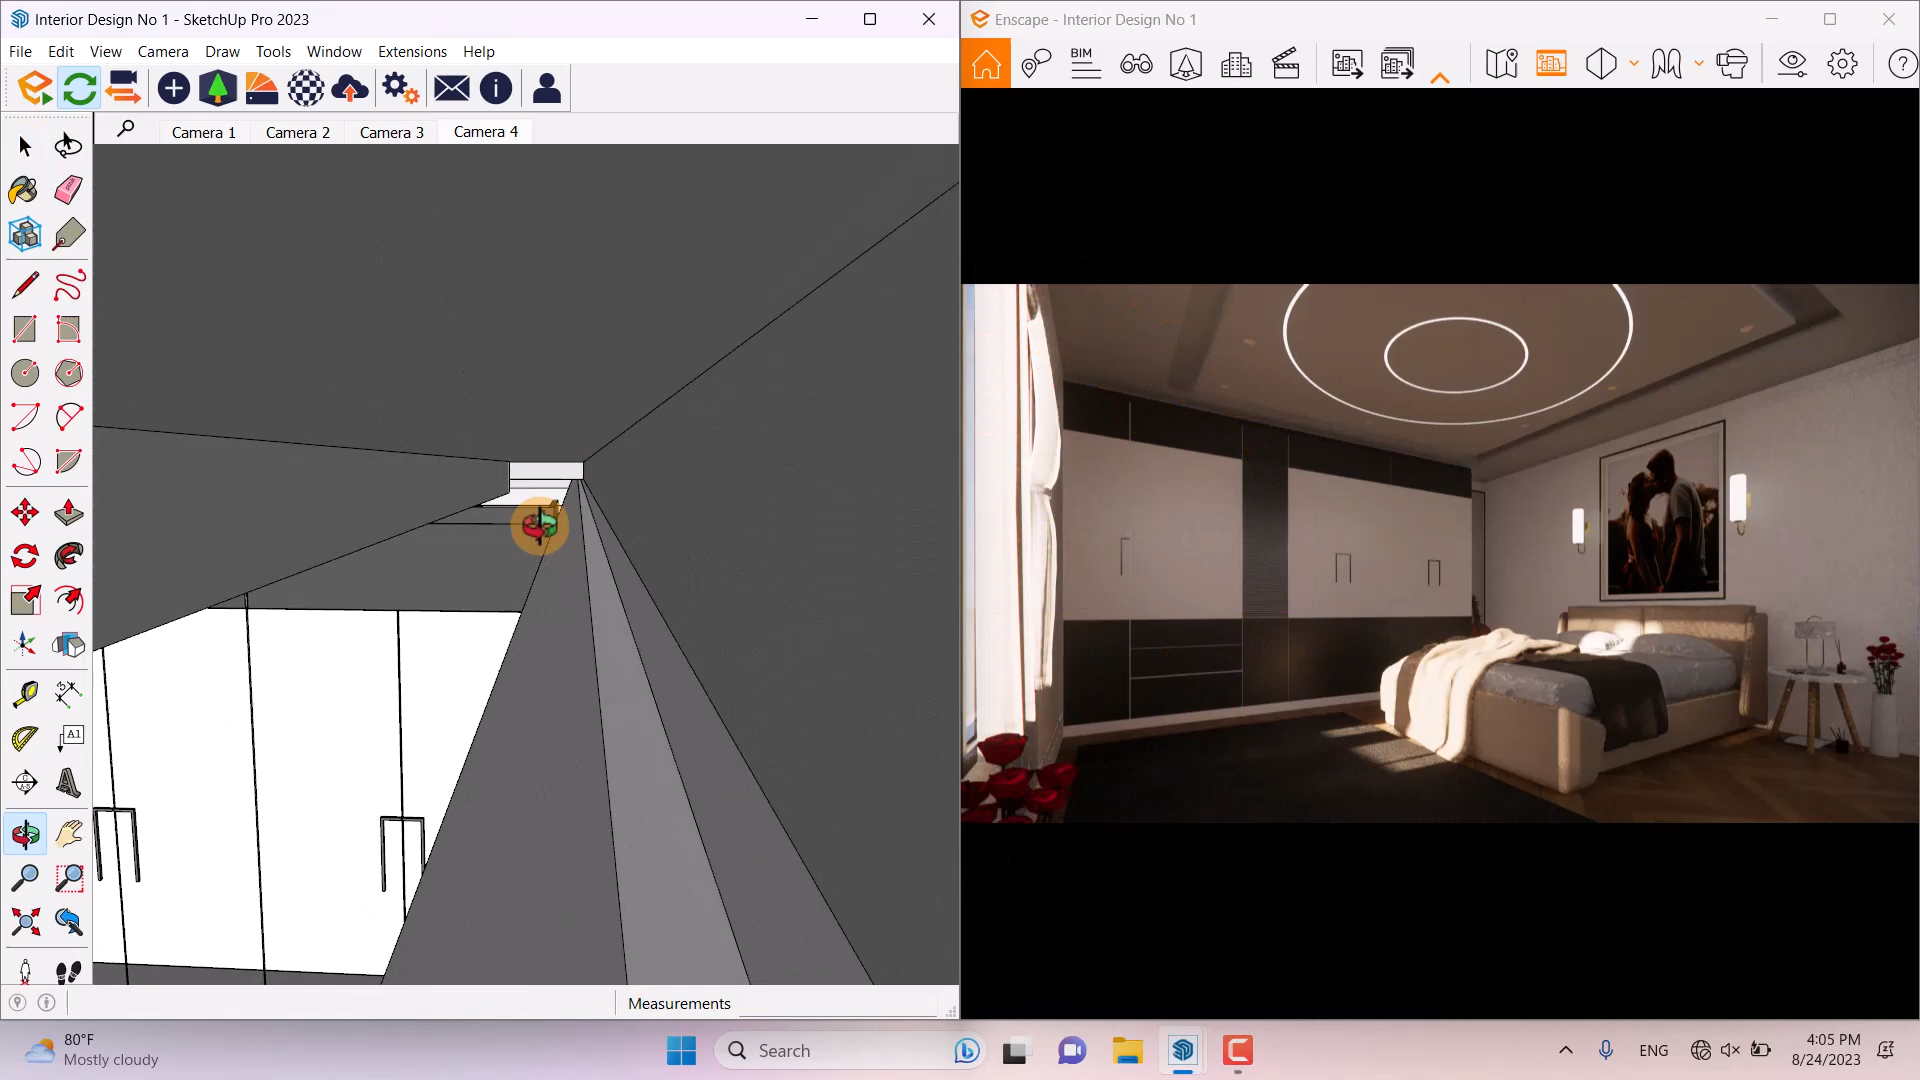 Interior Design No 1 - SketchUp Pro 2023
File Edit View Camera Draw Tools Window Extensions Help
Camera 1 Camera 2 Camera 3 Camera 4
A1
Measurements
Enscape - Interior Design No 1
BIM
80°F
Mostly cloudy
Search
ENG
4:05 PM
8/24/2023